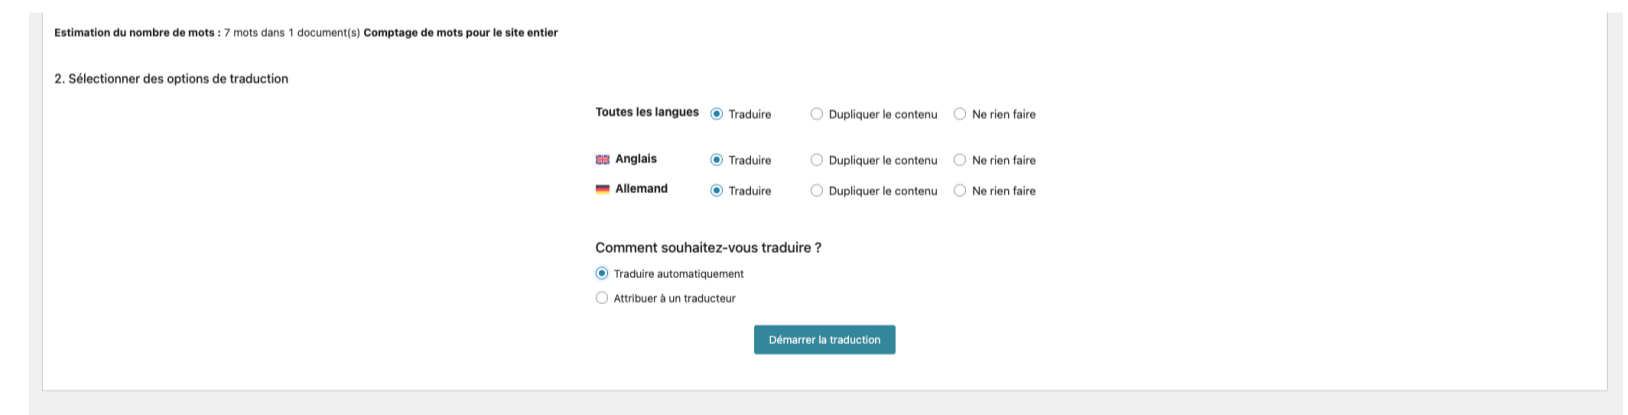 Estimation du nombre de mots : 7 mots dans 1 document(s) Comptage de mots pour le site entier
2. Sélectionner des options de traduction
Toutes les langues Traduire Dupliquer le contenu Ne rien faire
Anglais Traduire Dupliquer le contenu Ne rien faire
Allemand Traduire Dupliquer le contenu Ne rien faire
Comment souhaitez-vous traduire ?
Traduire automatiquement
Attribuer à un traducteur
Démarrer la traduction